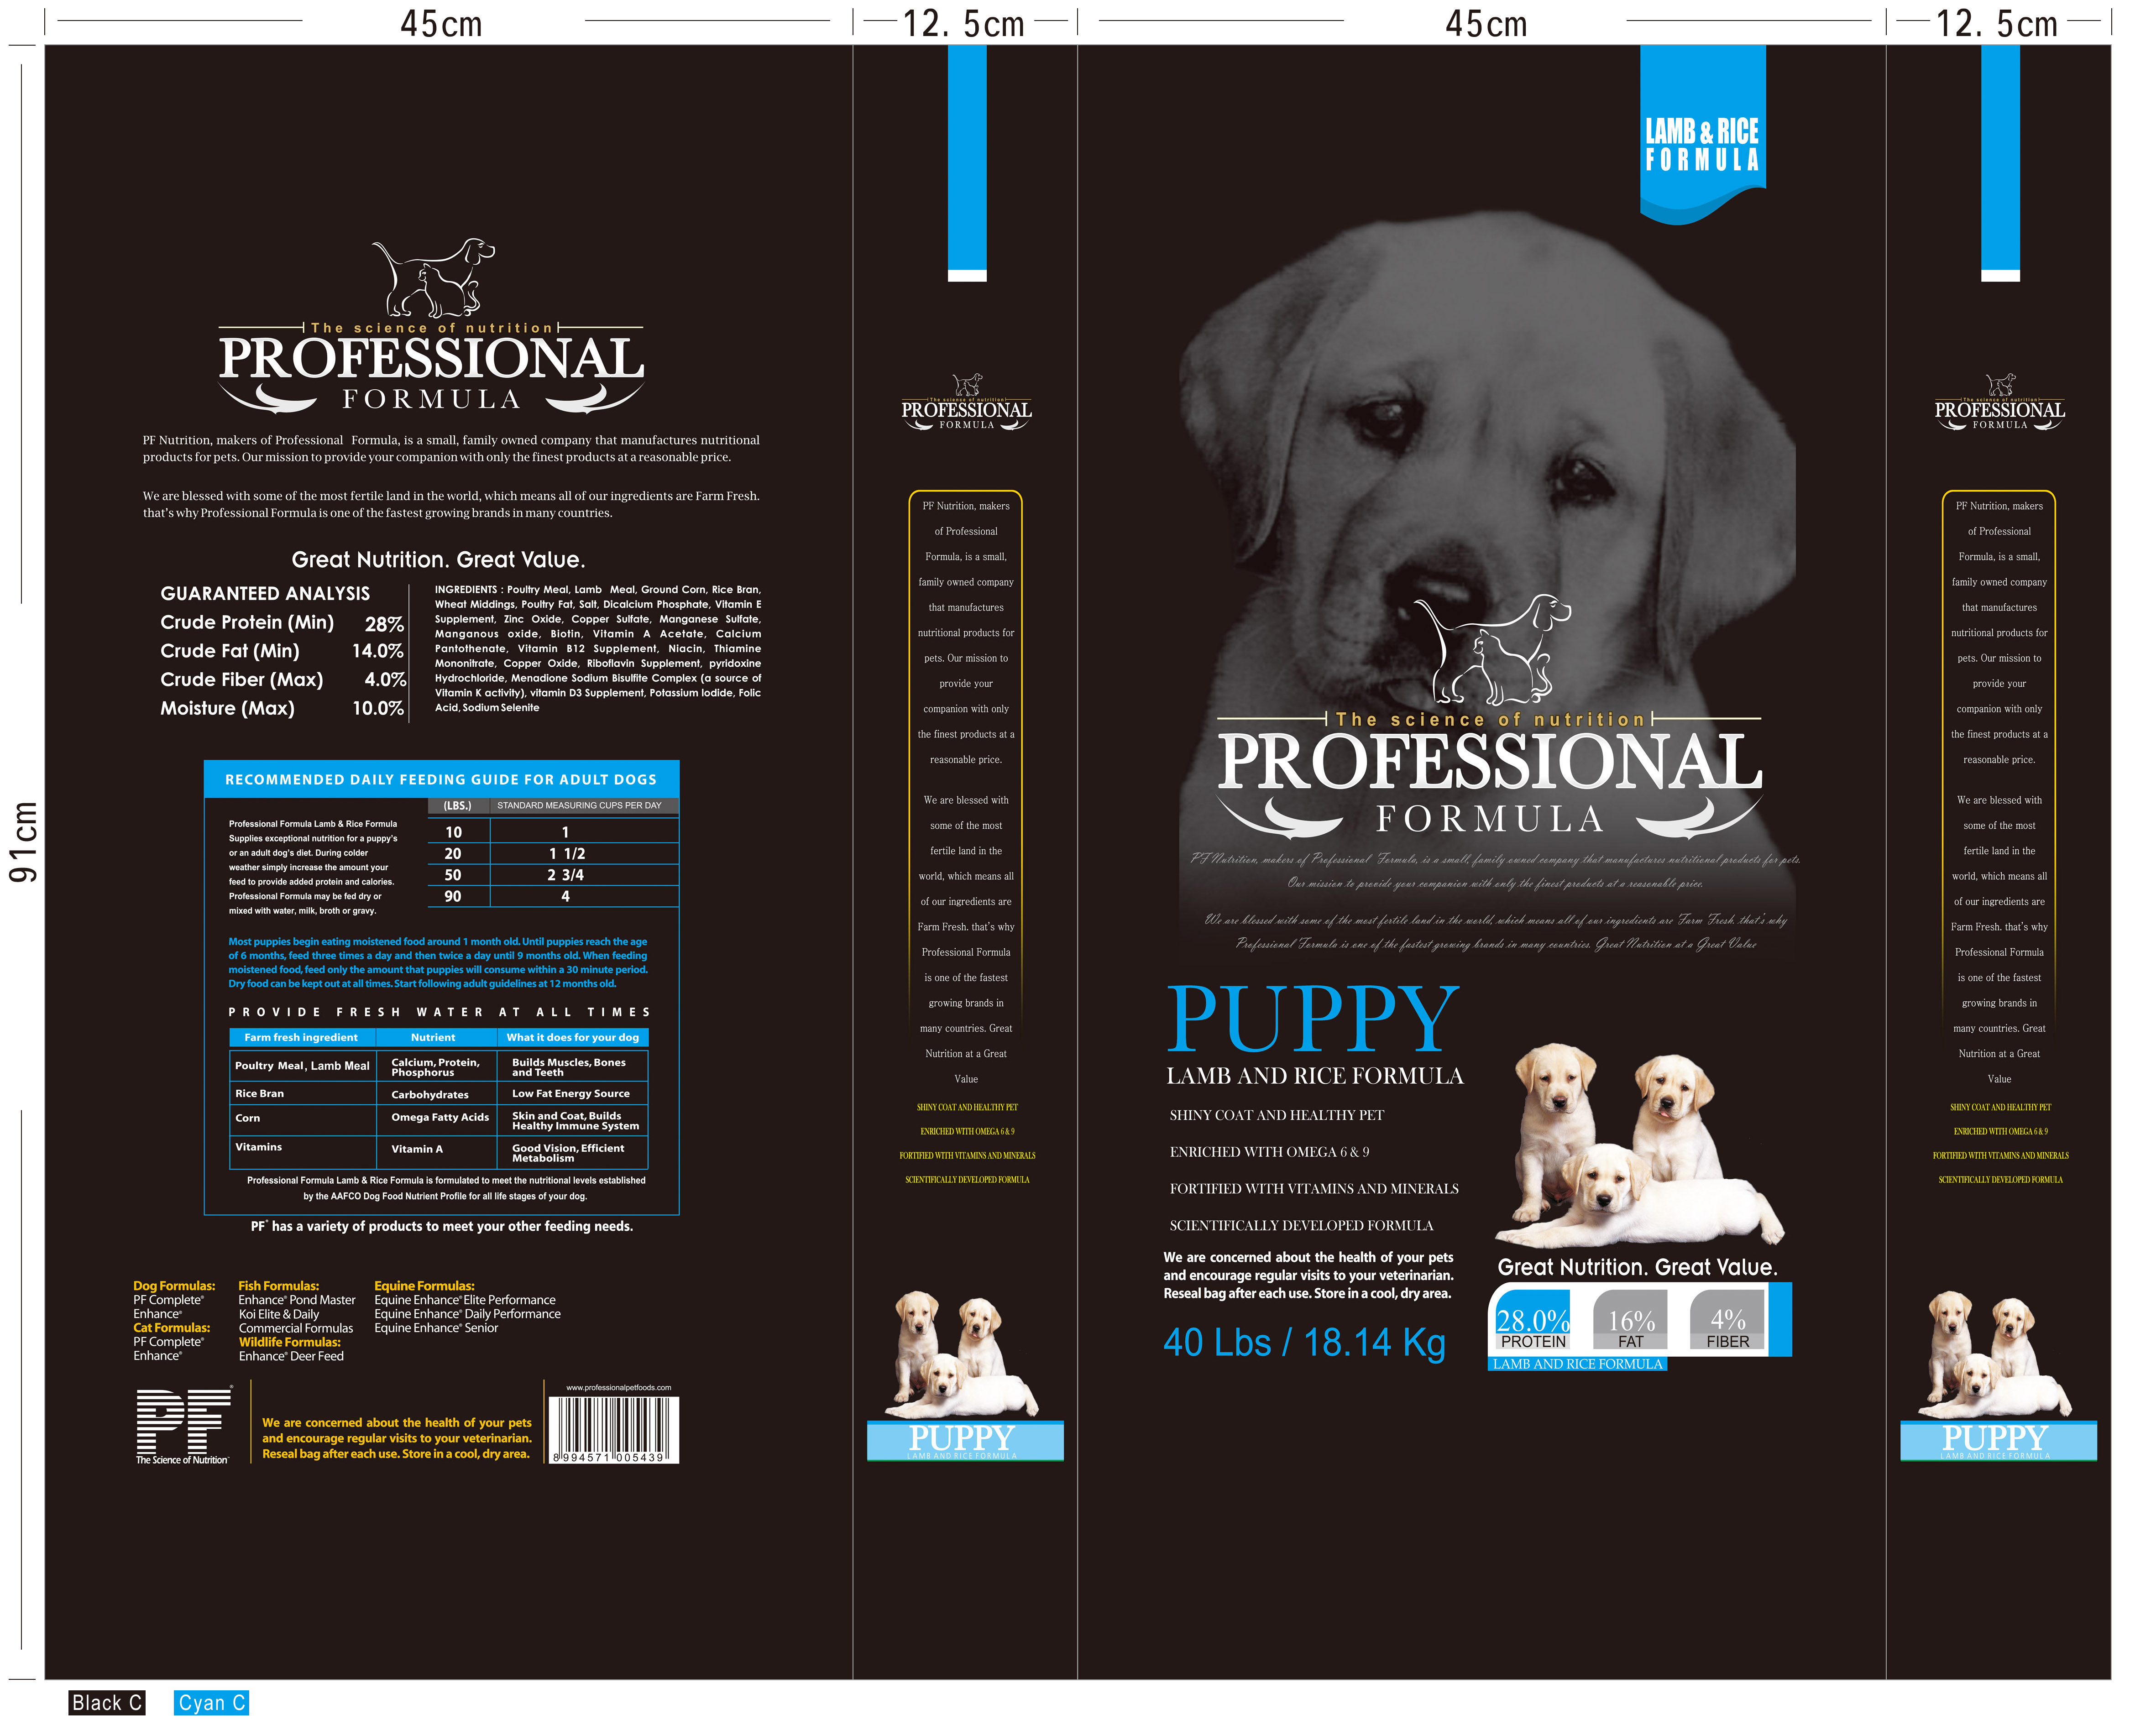 45cm
12. 5cm
45cm
12. 5cm
91cm
The science of nutrition
PROFESSIONAL
FORMULA
PF Nutrition, makers of Professional Formula, is a small, family owned company that manufactures nutritional
products for pets. Our mission to provide your companion with only the finest products at a reasonable price.
We are blessed with some of the most fertile land in the world, which means all of our ingredients are Farm Fresh.
that's why Professional Formula is one of the fastest growing brands in many countries.
Great Nutrition. Great Value.
GUARANTEED ANALYSIS
Crude Protein (Min) 28%
Crude Fat (Min) 14.0%
Crude Fiber (Max) 4.0%
Moisture (Max) 10.0%
INGREDIENTS : Poultry Meal, Lamb Meal, Ground Corn, Rice Bran,
Wheat Middings, Poultry Fat, Salt, Dicalcium Phosphate, Vitamin E
Supplement, Zinc Oxide, Copper Sulfate, Manganese Sulfate,
Manganous oxide, Biotin, Vitamin A Acetate, Calcium
Pantothenate, Vitamin B12 Supplement, Niacin, Thiamine
Mononitrate, Copper Oxide, Riboflavin Supplement, pyridoxine
Hydrochloride, Menadione Sodium Bisulfite Complex (a source of
Vitamin K activity), vitamin D3 Supplement, Potassium Iodide, Folic
Acid, Sodium Selenite
RECOMMENDED DAILY FEEDING GUIDE FOR ADULT DOGS
Professional Formula Lamb & Rice Formula
Supplies exceptional nutrition for a puppy's
or an adult dog's diet. During colder
weather simply increase the amount your
feed to provide added protein and calories.
Professional Formula may be fed dry or
mixed with water, milk, broth or gravy.
(LBS.) STANDARD MEASURING CUPS PER DAY
10 1
20 1 1/2
50 2 3/4
90 4
Most puppies begin eating moistened food around 1 month old. Until puppies reach the age
of 6 months, feed three times a day and then twice a day until 9 months old. When feeding
moistened food, feed only the amount that puppies will consume within a 30 minute period.
Dry food can be kept out at all times. Start following adult guidelines at 12 months old.
PROVIDE FRESH WATER AT ALL TIMES
Farm fresh ingredient Nutrient What it does for your dog
Poultry Meal, Lamb Meal Calcium, Protein, Phosphorus Builds Muscles, Bones and Teeth
Rice Bran Carbohydrates Low Fat Energy Source
Corn Omega Fatty Acids Skin and Coat, Builds Healthy Immune System
Vitamins Vitamin A Good Vision, Efficient Metabolism
Professional Formula Lamb & Rice Formula is formulated to meet the nutritional levels established
by the AAFCO Dog Food Nutrient Profile for all life stages of your dog.
PF® has a variety of products to meet your other feeding needs.
Dog Formulas:
PF Complete®
Enhance®
Cat Formulas:
PF Complete®
Enhance®
Fish Formulas:
Enhance® Pond Master
Koi Elite & Daily
Commercial Formulas
Wildlife Formulas:
Enhance® Deer Feed
Equine Formulas:
Equine Enhance® Elite Performance
Equine Enhance® Daily Performance
Equine Enhance® Senior
PF®
The Science of Nutrition™
We are concerned about the health of your pets
and encourage regular visits to your veterinarian.
Reseal bag after each use. Store in a cool, dry area.
www.professionalpetfoods.com
8 994571 005439
The science of nutrition
PROFESSIONAL
FORMULA
PF Nutrition, makers
of Professional
Formula, is a small,
family owned company
that manufactures
nutritional products for
pets. Our mission to
provide your
companion with only
the finest products at a
reasonable price.
We are blessed with
some of the most
fertile land in the
world, which means all
of our ingredients are
Farm Fresh. that's why
Professional Formula
is one of the fastest
growing brands in
many countries. Great
Nutrition at a Great
Value
SHINY COAT AND HEALTHY PET
ENRICHED WITH OMEGA 6 & 9
FORTIFIED WITH VITAMINS AND MINERALS
SCIENTIFICALLY DEVELOPED FORMULA
PUPPY
LAMB AND RICE FORMULA
LAMB & RICE
FORMULA
The science of nutrition
PROFESSIONAL
FORMULA
PF Nutrition, makers of Professional Formula, is a small, family owned company that manufactures nutritional products for pets.
Our mission to provide your companion with only the finest products at a reasonable price.
We are blessed with some of the most fertile land in the world, which means all of our ingredients are Farm Fresh. that's why
Professional Formula is one of the fastest growing brands in many countries. Great Nutrition at a Great Value
PUPPY
LAMB AND RICE FORMULA
SHINY COAT AND HEALTHY PET
ENRICHED WITH OMEGA 6 & 9
FORTIFIED WITH VITAMINS AND MINERALS
SCIENTIFICALLY DEVELOPED FORMULA
We are concerned about the health of your pets
and encourage regular visits to your veterinarian.
Reseal bag after each use. Store in a cool, dry area.
40 Lbs / 18.14 Kg
Great Nutrition. Great Value.
28.0% 16% 4%
PROTEIN FAT FIBER
LAMB AND RICE FORMULA
The science of nutrition
PROFESSIONAL
FORMULA
PF Nutrition, makers
of Professional
Formula, is a small,
family owned company
that manufactures
nutritional products for
pets. Our mission to
provide your
companion with only
the finest products at a
reasonable price.
We are blessed with
some of the most
fertile land in the
world, which means all
of our ingredients are
Farm Fresh. that's why
Professional Formula
is one of the fastest
growing brands in
many countries. Great
Nutrition at a Great
Value
SHINY COAT AND HEALTHY PET
ENRICHED WITH OMEGA 6 & 9
FORTIFIED WITH VITAMINS AND MINERALS
SCIENTIFICALLY DEVELOPED FORMULA
PUPPY
LAMB AND RICE FORMULA
Black C
Cyan C